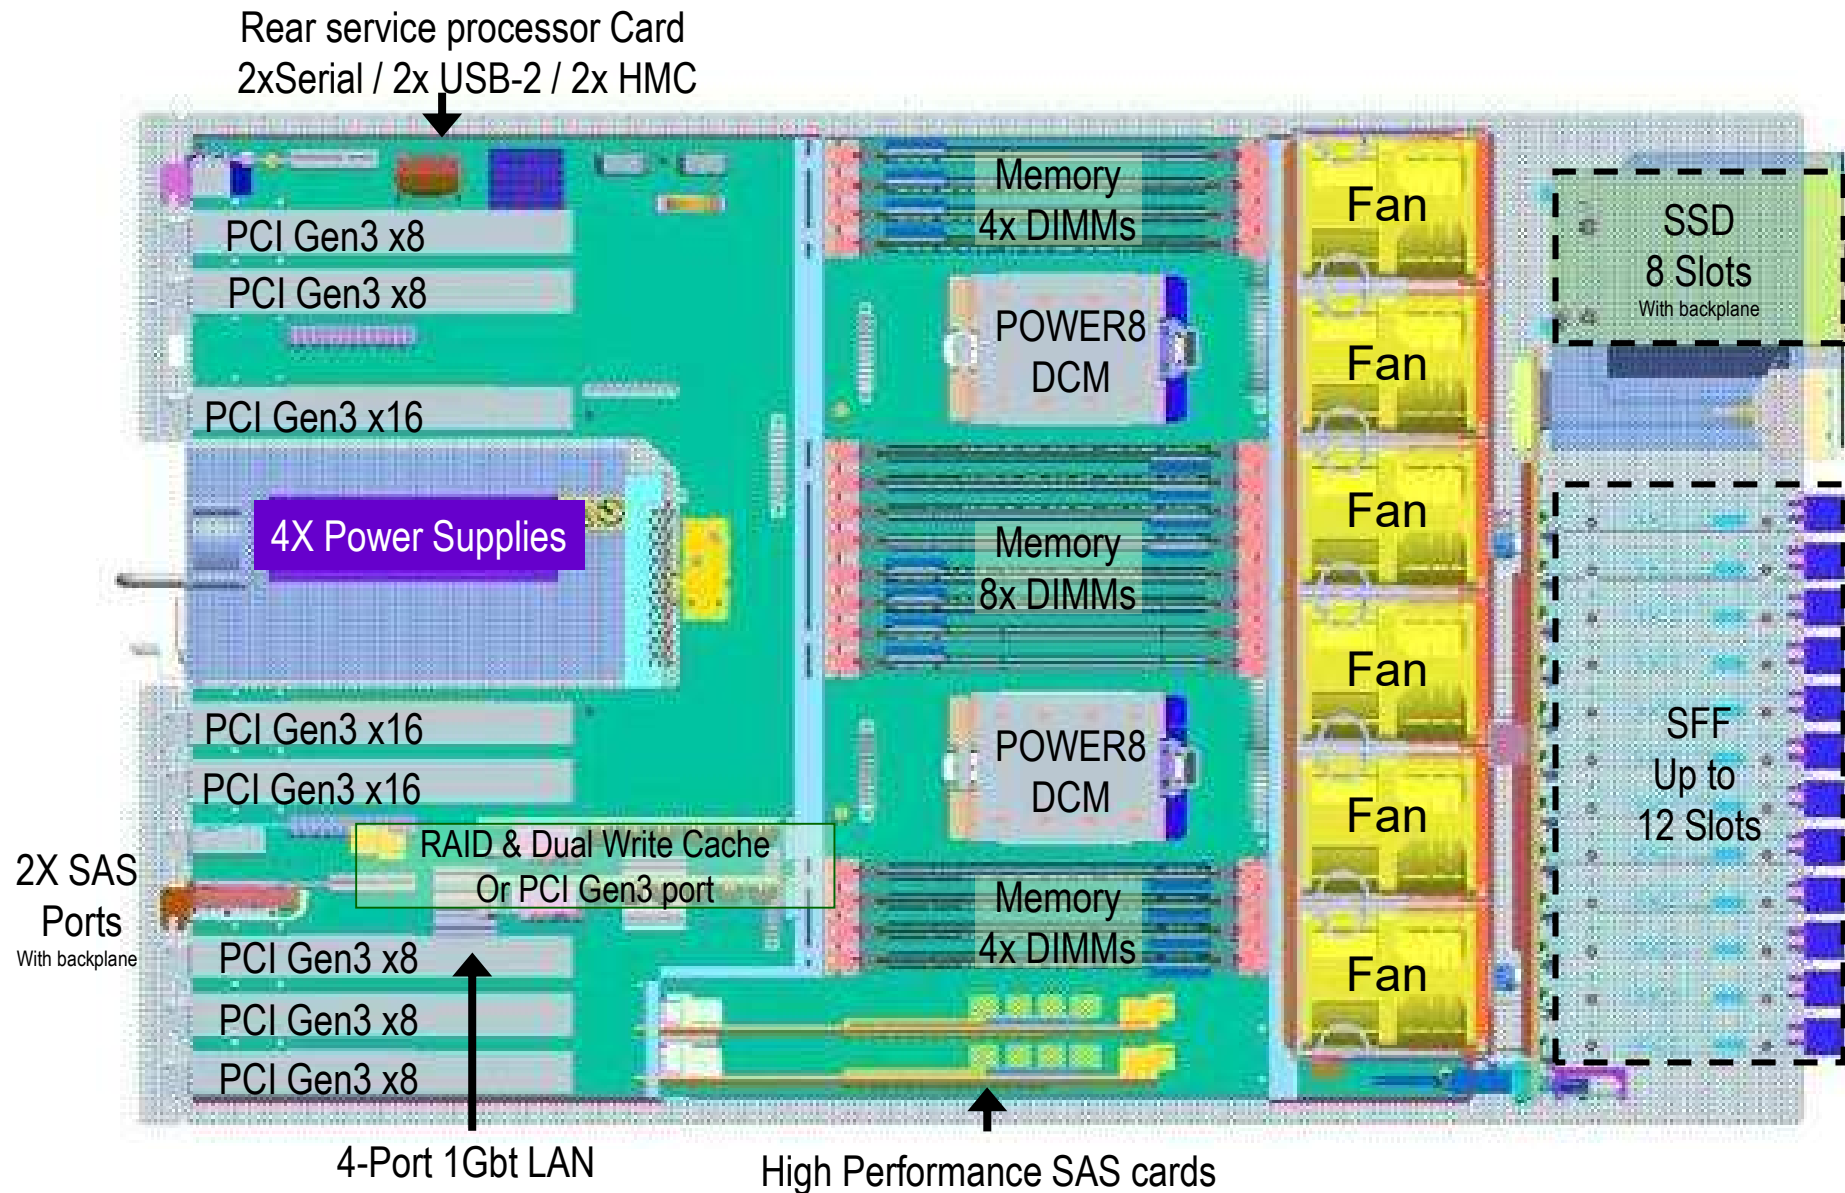 Rear service processor Card
2xSerial / 2x USB-2 / 2x HMC
PCI Gen3 x8
PCI Gen3 x8
PCI Gen3 x16
4X Power Supplies
PCI Gen3 x16
PCI Gen3 x16
RAID & Dual Write Cache
Or PCI Gen3 port
2X SAS
Ports
With backplane
PCI Gen3 x8
PCI Gen3 x8
PCI Gen3 x8
4-Port 1Gbt LAN
Memory
4x DIMMs
POWER8
DCM
Memory
8x DIMMs
POWER8
DCM
Memory
4x DIMMs
High Performance SAS cards
Fan
Fan
Fan
Fan
Fan
Fan
SSD
8 Slots
With backplane
SFF
Up to
12 Slots